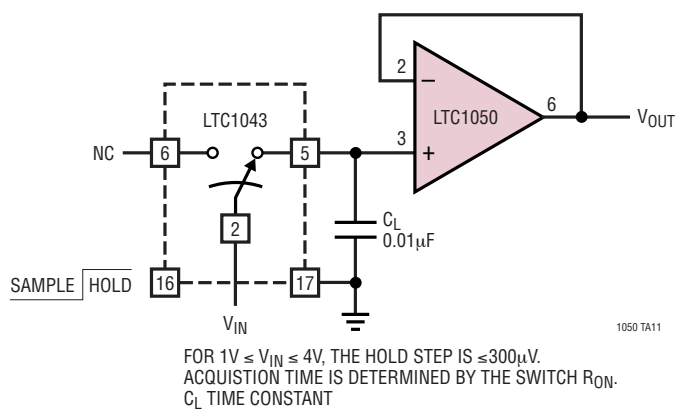 2
−
6
LTC1050
VOUT
3
+
LTC1043
NC
6
5
2
CL
0.01µF
SAMPLE HOLD
16
17
VIN
1050 TA11
FOR 1V ≤ VIN ≤ 4V, THE HOLD STEP IS ≤300µV.
ACQUISTION TIME IS DETERMINED BY THE SWITCH RON.
CL TIME CONSTANT